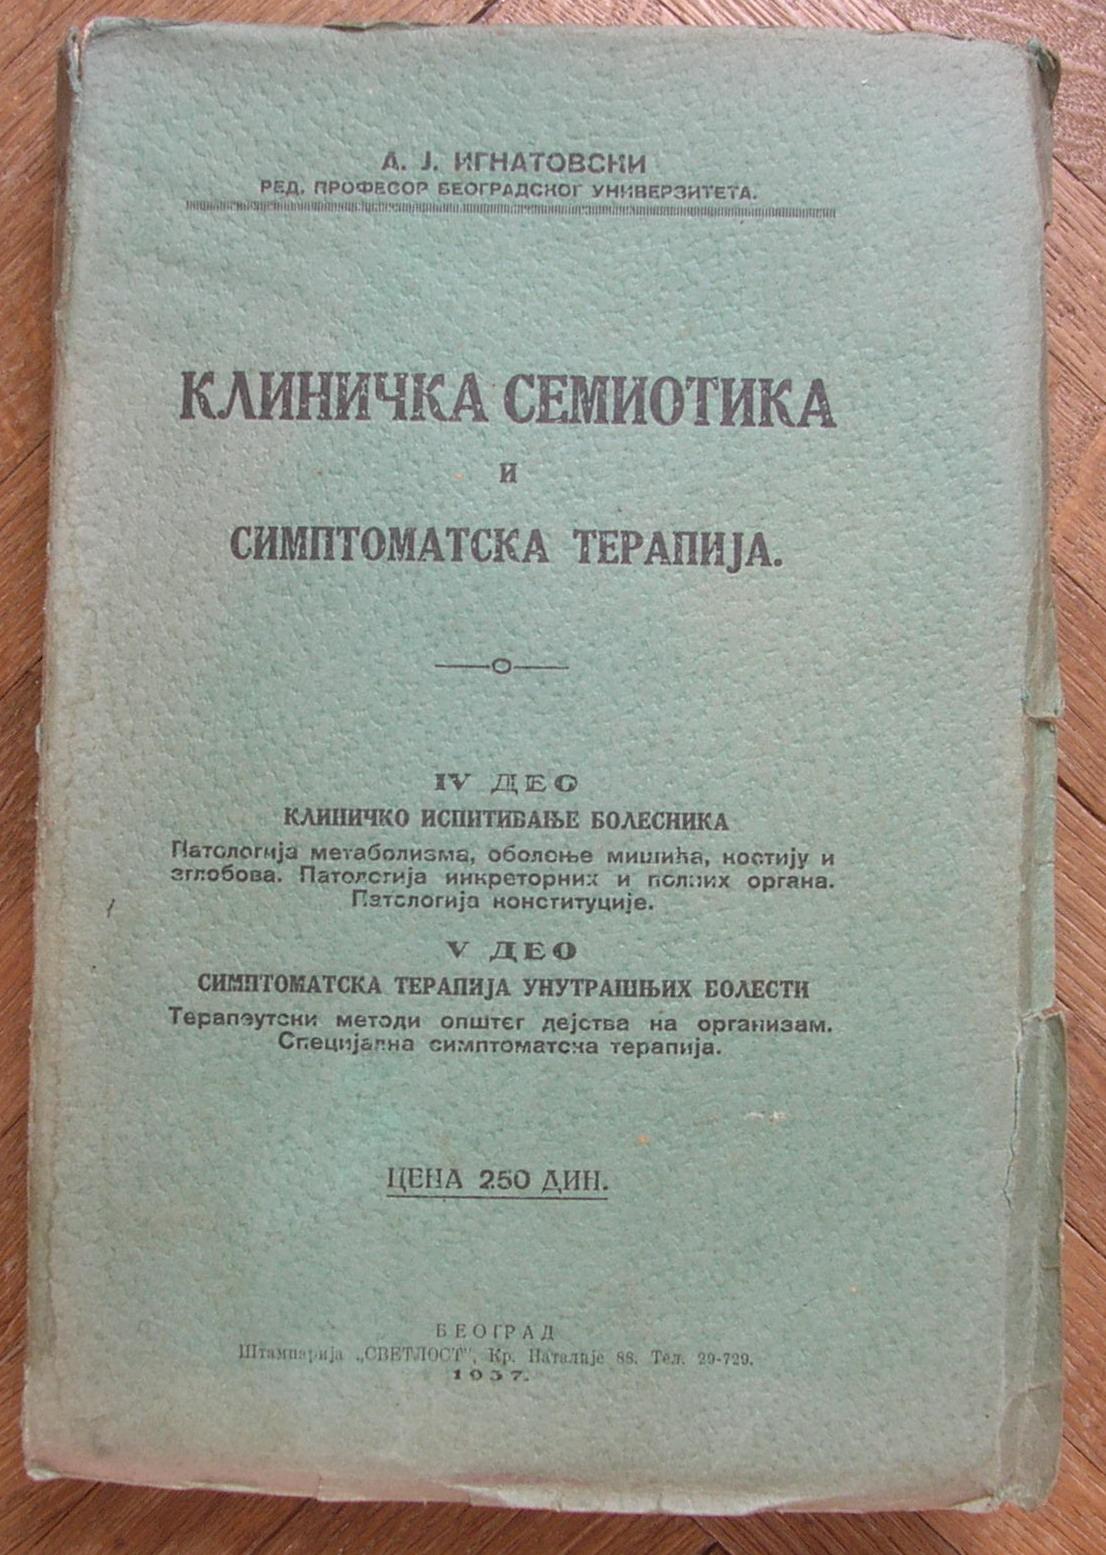 А. Ј. ИГНАТОВСКИ
РЕД. ПРОФЕСОР БЕОГРАДСКОГ УНИВЕРЗИТЕТА.
КЛИНИЧКА СЕМИОТИКА
и
СИМПТОМАТСКА ТЕРАПИЈА.
IV ДЕО
КЛИНИЧКО ИСПИТИВАЊЕ БОЛЕСНИКА
Патологија метаболизма, оболење мишића, костију и
зглобова. Патологија инкреторних и полних органа.
Патологија конституције.
V ДЕО
СИМПТОМАТСКА ТЕРАПИЈА УНУТРАШЊИХ БОЛЕСТИ
Терапэутски методи општег дејства на организам.
Специјална симптоматска терапија.
ЦЕНА 250 ДИН.
БЕОГРАД
Штампарија „СВЕТЛОСТ", Кр. Наталије 88. Тел. 29-729.
1937.